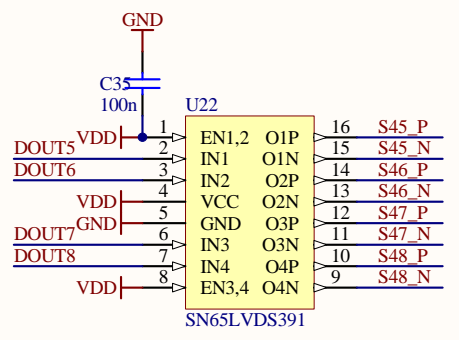 GND
C35
100n
U22
VDD 1 EN1,2 O1P 16 S45_P
DOUT5 2 IN1 O1N 15 S45_N
DOUT6 3 IN2 O2P 14 S46_P
VDD 4 VCC O2N 13 S46_N
GND 5 GND O3P 12 S47_P
DOUT7 6 IN3 O3N 11 S47_N
DOUT8 7 IN4 O4P 10 S48_P
VDD 8 EN3,4 O4N 9 S48_N
SN65LVDS391